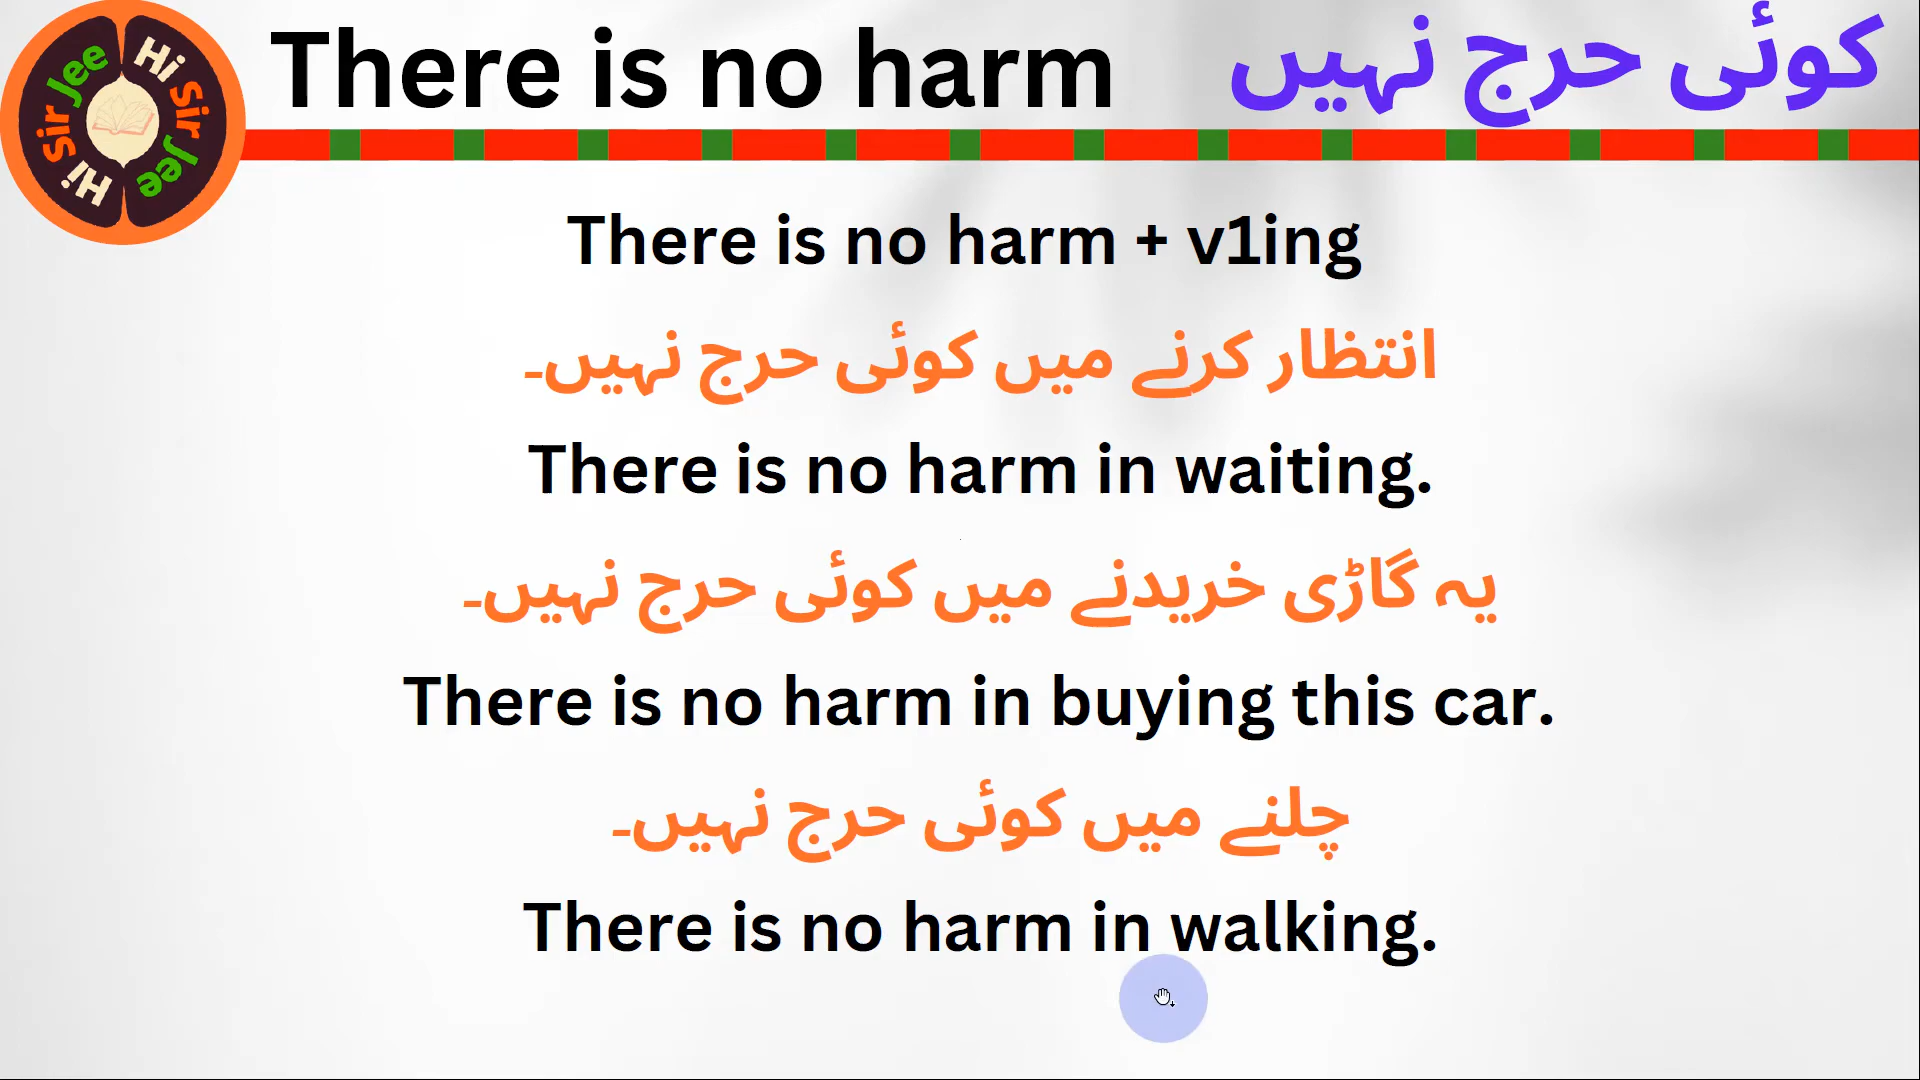 Hi Sir Jee
Hi Sir Jee
There is no harm
کوئی حرج نہیں
There is no harm + v1ing
انتظار کرنے میں کوئی حرج نہیں۔
There is no harm in waiting.
یہ گاڑی خریدنے میں کوئی حرج نہیں۔
There is no harm in buying this car.
چلنے میں کوئی حرج نہیں۔
There is no harm in walking.